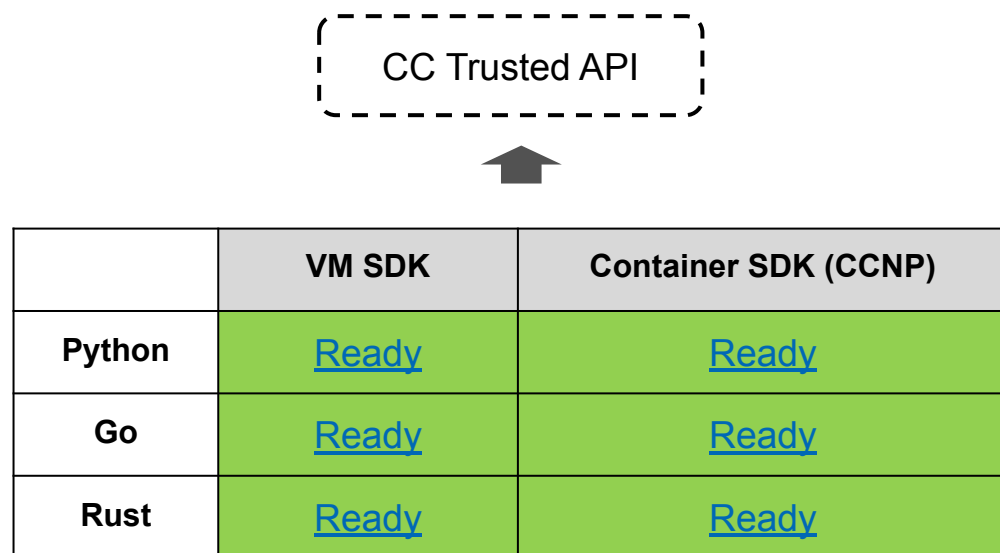 CC Trusted API
VM SDK Container SDK (CCNP)
Python Ready Ready
Go Ready Ready
Rust Ready Ready